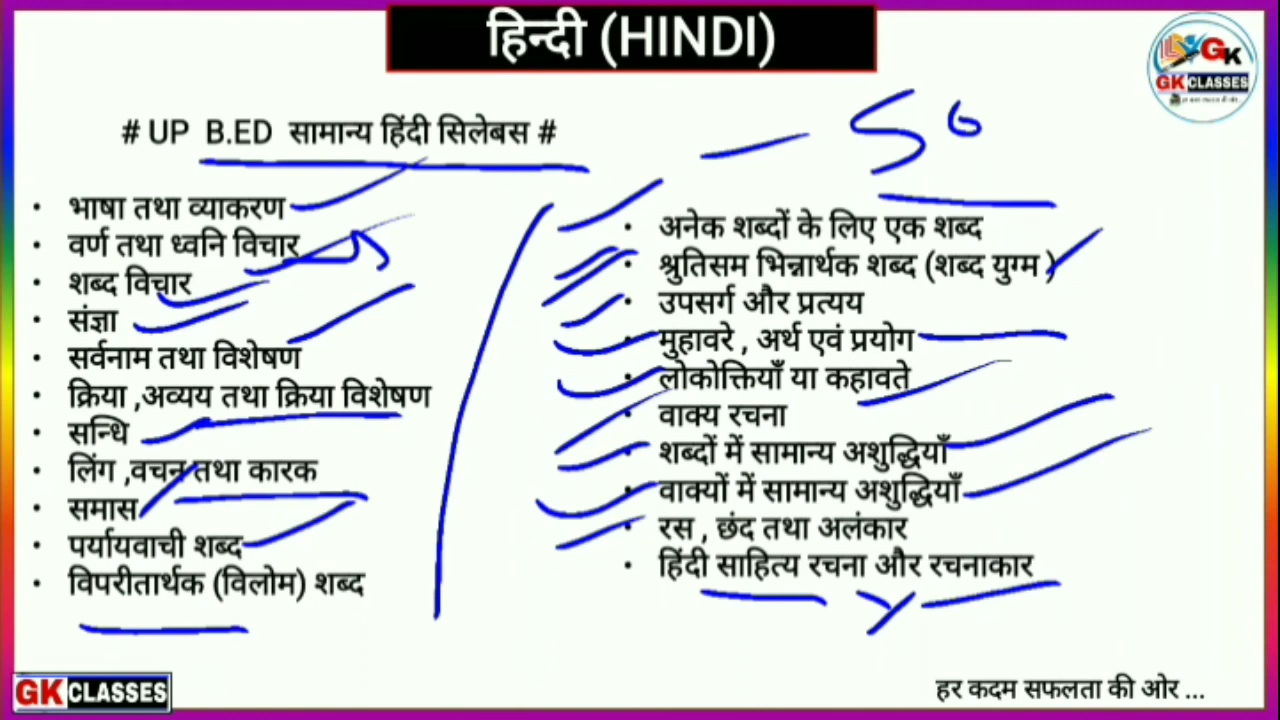 हिन्दी (HINDI)
GK
GK CLASSES
# UP B.ED सामान्य हिंदी सिलेबस #
• भाषा तथा व्याकरण
• वर्ण तथा ध्वनि विचार
• शब्द विचार
• संज्ञा
• सर्वनाम तथा विशेषण
• क्रिया ,अव्यय तथा क्रिया विशेषण
• सन्धि
• लिंग ,वचन तथा कारक
• समास
• पर्यायवाची शब्द
• विपरीतार्थक (विलोम) शब्द
• अनेक शब्दों के लिए एक शब्द
• श्रुतिसम भिन्नार्थक शब्द (शब्द युग्म )
• उपसर्ग और प्रत्यय
• मुहावरे , अर्थ एवं प्रयोग
• लोकोक्तियाँ या कहावते
• वाक्य रचना
• शब्दों में सामान्य अशुद्धियाँ
• वाक्यों में सामान्य अशुद्धियाँ
• रस , छंद तथा अलंकार
• हिंदी साहित्य रचना और रचनाकार
GK CLASSES
हर कदम सफलता की ओर ...